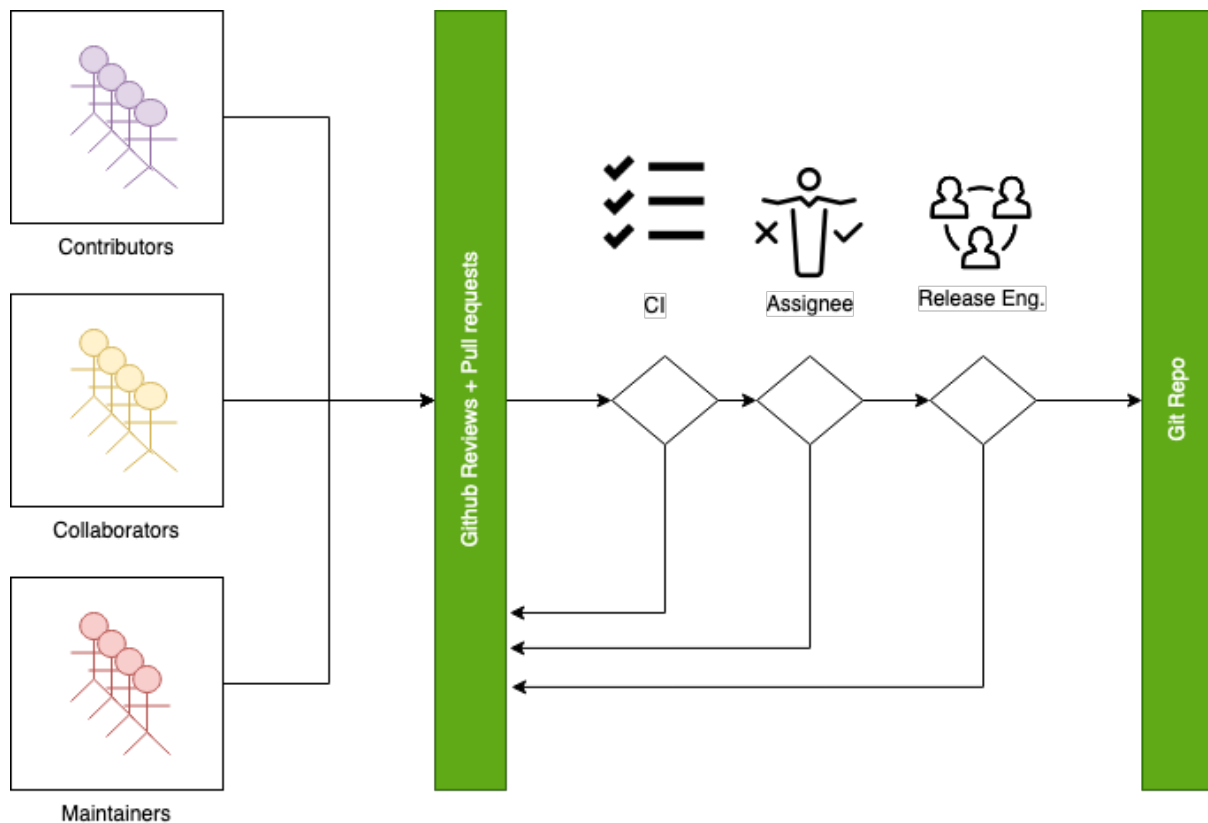 Contributors
Collaborators
Maintainers
Github Reviews + Pull requests
CI
Assignee
Release Eng.
Git Repo